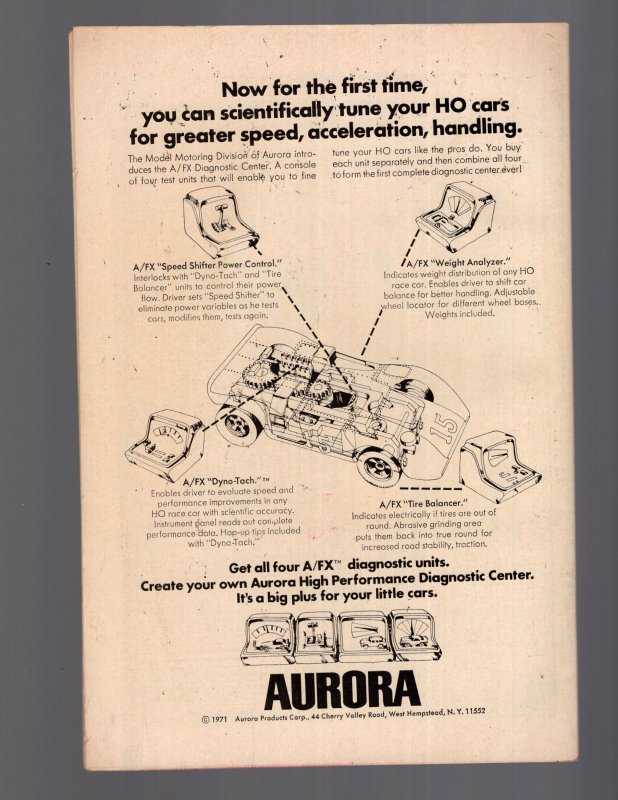 Now for the first time,
you can scientifically tune your HO cars
for greater speed, acceleration, handling.
The Model Motoring Division of Aurora intro-
duces the A/FX Diagnostic Center. A console
of four test units that will enable you to fine
tune your HO cars like the pros do. You buy
each unit separately and then combine all four
to form the first complete diagnostic center ever!
A/FX "Speed Shifter Power Control."
Interlocks with "Dyno-Tach" and "Tire
Balancer" units to control their power
flow. Driver sets "Speed Shifter" to
eliminate power variables as he tests
cars, modifies them, tests again.
A/FX "Weight Analyzer."
Indicates weight distribution of any HO
race car. Enables driver to shift car
balance for better handling. Adjustable
wheel locator for different wheel bases.
Weights included.
15
A/FX "Dyno-Tach."™
Enables driver to evaluate speed and
performance improvements in any
HO race car with scientific accuracy.
Instrument panel reads out complete
performance data. Hop-up tips included
with "Dyno-Tach."
A/FX "Tire Balancer."
Indicates electrically if tires are out of
round. Abrasive grinding area
puts them back into true round for
increased road stability, traction.
Get all four A/FX™ diagnostic units.
Create your own Aurora High Performance Diagnostic Center.
It's a big plus for your little cars.
AURORA
© 1971 Aurora Products Corp., 44 Cherry Valley Road, West Hempstead, N. Y. 11552